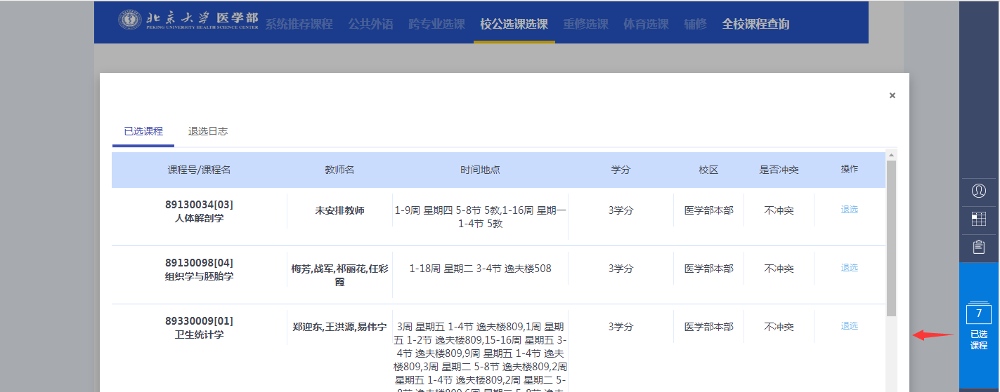 北京大学医学部
PEKING UNIVERSITY HEALTH SCIENCE CENTER
系统推荐课程 公共外语 跨专业选课 校公选课选课 重修选课 体育选课 辅修 全校课程查询
×
已选课程 退选日志
课程号/课程名 教师名 时间地点 学分 校区 是否冲突 操作
89130034[03]
人体解剖学
未安排教师
1-9周 星期四 5-8节 5教,1-16周 星期一
1-4节 5教
3学分
医学部本部
不冲突
退选
89130098[04]
组织学与胚胎学
梅芳,战军,祁丽花,任彩
霞
1-18周 星期二 3-4节 逸夫楼508
3学分
医学部本部
不冲突
退选
89330009[01]
卫生统计学
郑迎东,王洪源,易伟宁
3周 星期五 1-4节 逸夫楼809,1周 星期
五 1-2节 逸夫楼809,15-16周 星期五 3-
4节 逸夫楼809,9周 星期五 1-4节 逸夫
楼809,3周 星期二 5-8节 逸夫楼809,2周
星期五 1-4节 逸夫楼809,2周 星期二 5-
8节 逸夫楼809,6周 星期三 5-8节 逸夫
3学分
医学部本部
不冲突
退选
7
已选
课程